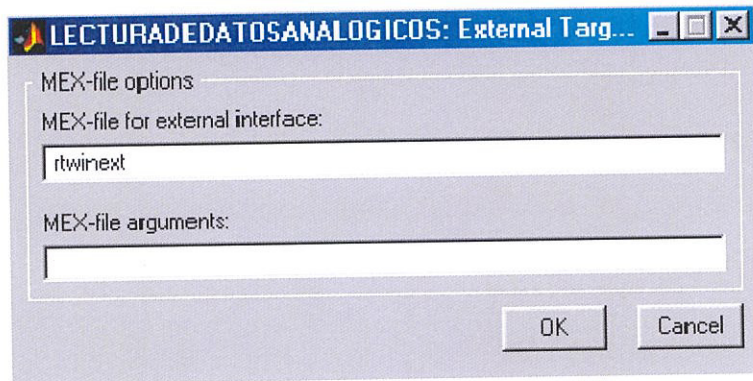 LECTURADEDATOSANALOGICOS: External Targ...
MEX-file options
MEX-file for external interface:
rtwinext
MEX-file arguments:
OK
Cancel